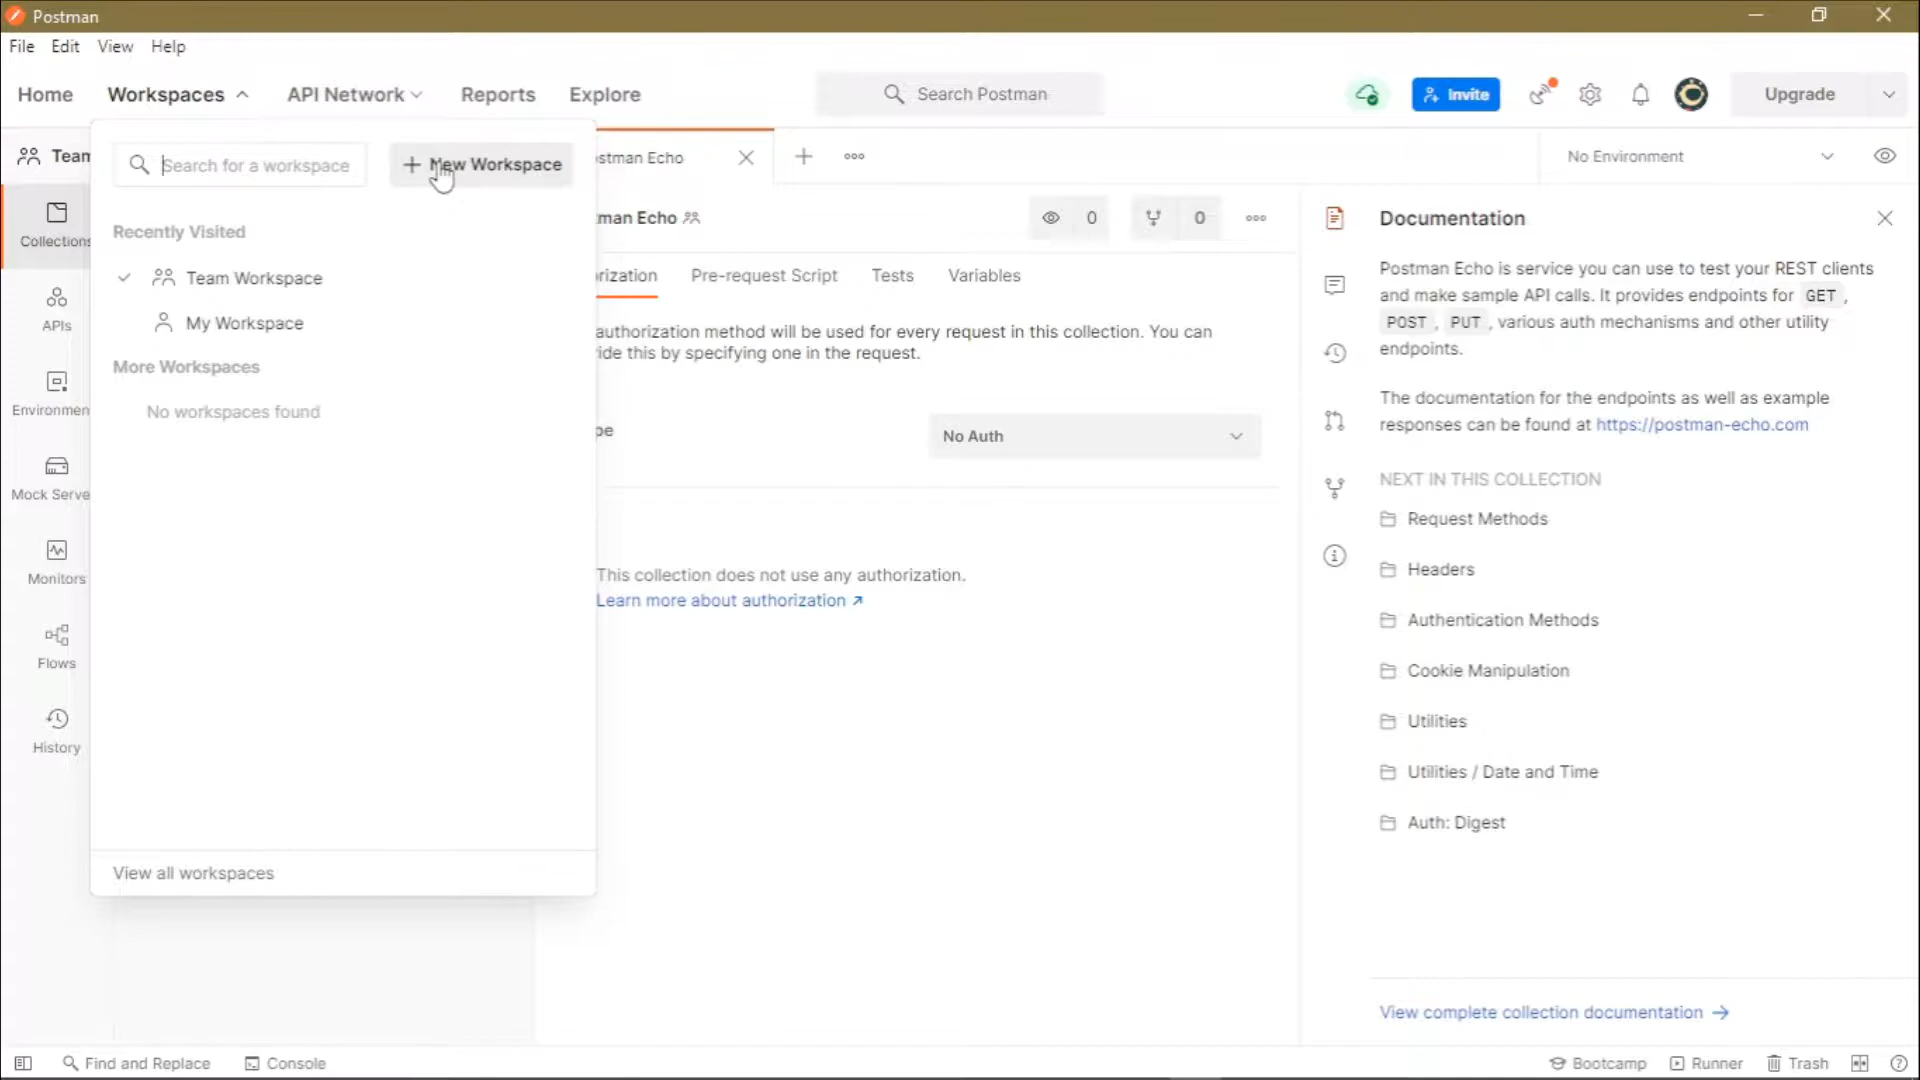 Postman
File Edit View Help
Home Workspaces API Network Reports Explore Search Postman Invite Upgrade
Team
Search for a workspace
New Workspace
stman Echo
No Environment
Collections
APIs
Environmen
Mock Serve
Monitors
Flows
History
Recently Visited
Team Workspace
My Workspace
More Workspaces
No workspaces found
View all workspaces
tman Echo
0
0
rization Pre-request Script Tests Variables
authorization method will be used for every request in this collection. You can
ide this by specifying one in the request.
pe
No Auth
This collection does not use any authorization.
Learn more about authorization
Documentation
Postman Echo is service you can use to test your REST clients
and make sample API calls. It provides endpoints for GET ,
POST , PUT , various auth mechanisms and other utility
endpoints.
The documentation for the endpoints as well as example
responses can be found at https://postman-echo.com
NEXT IN THIS COLLECTION
Request Methods
Headers
Authentication Methods
Cookie Manipulation
Utilities
Utilities / Date and Time
Auth: Digest
View complete collection documentation
Find and Replace Console Bootcamp Runner Trash